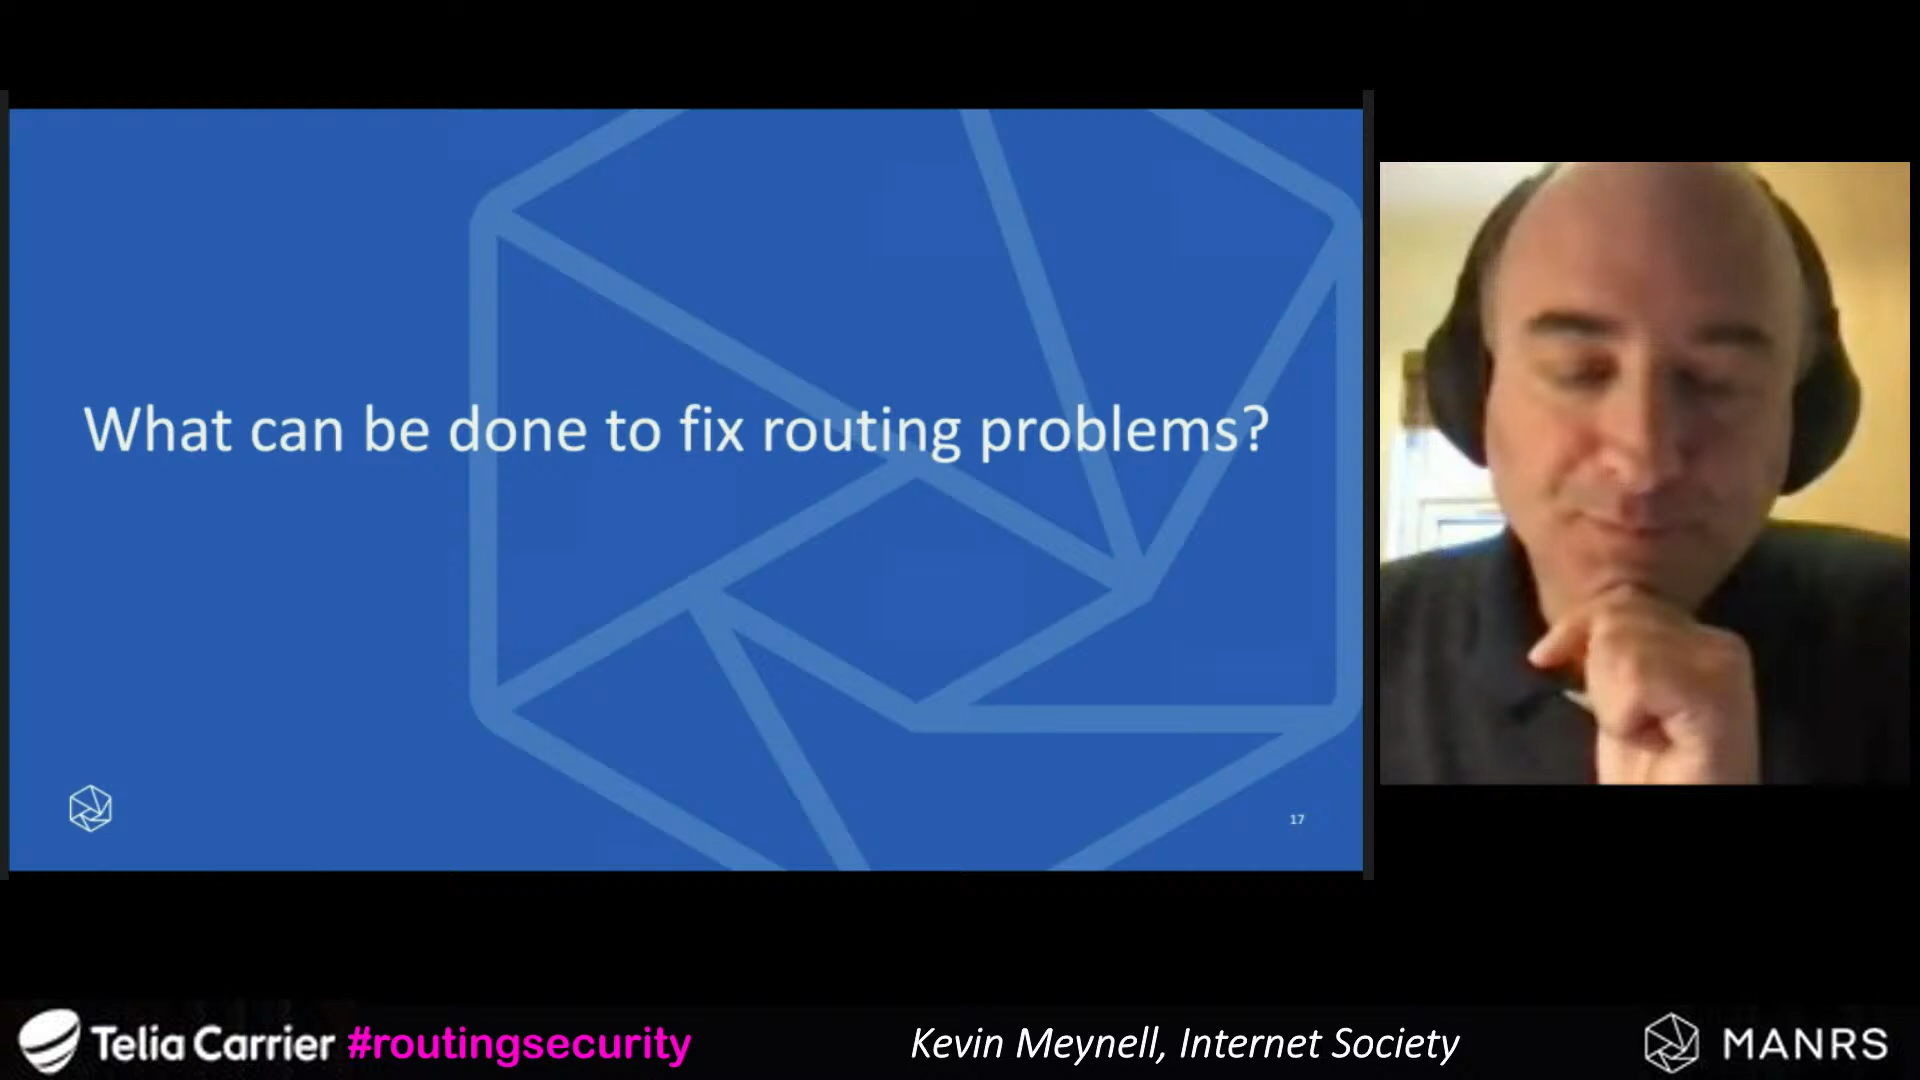 What can be done to fix routing problems?
17
Telia Carrier #routingsecurity
Kevin Meynell, Internet Society
MANRS